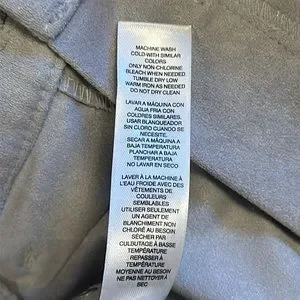 MACHINE WASH
COLD WITH SIMILAR
COLORS
ONLY NON-CHLORINE
BLEACH WHEN NEEDED
TUMBLE DRY LOW
WARM IRON AS NEEDED
DO NOT DRY CLEAN
LAVAR A MÁQUINA CON
AGUA FRIA CON
COLORES SIMILARES.
USAR BLANQUEADOR
SIN CLORO CUANDO SE
NECESITE.
SECAR A MÁQUINA A
BAJA TEMPERATURA
PLANCHAR A BAJA
TEMPERATURA
NO LAVAR EN SECO
LAVER À LA MACHINE À
L'EAU FROIDE AVEC DES
VÊTEMENTS DE
COULEURS
SEMBLABLES
UTILISER SEULEMENT
UN AGENT DE
BLANCHIMENT NON
CHLORÉ AU BESOIN
SÉCHER PAR
CULBUTAGE À BASSE
TEMPÉRATURE
REPASSER À
TEMPÉRATURE
MOYENNE AU BESOIN
NE PAS NETTOYER À
SEC